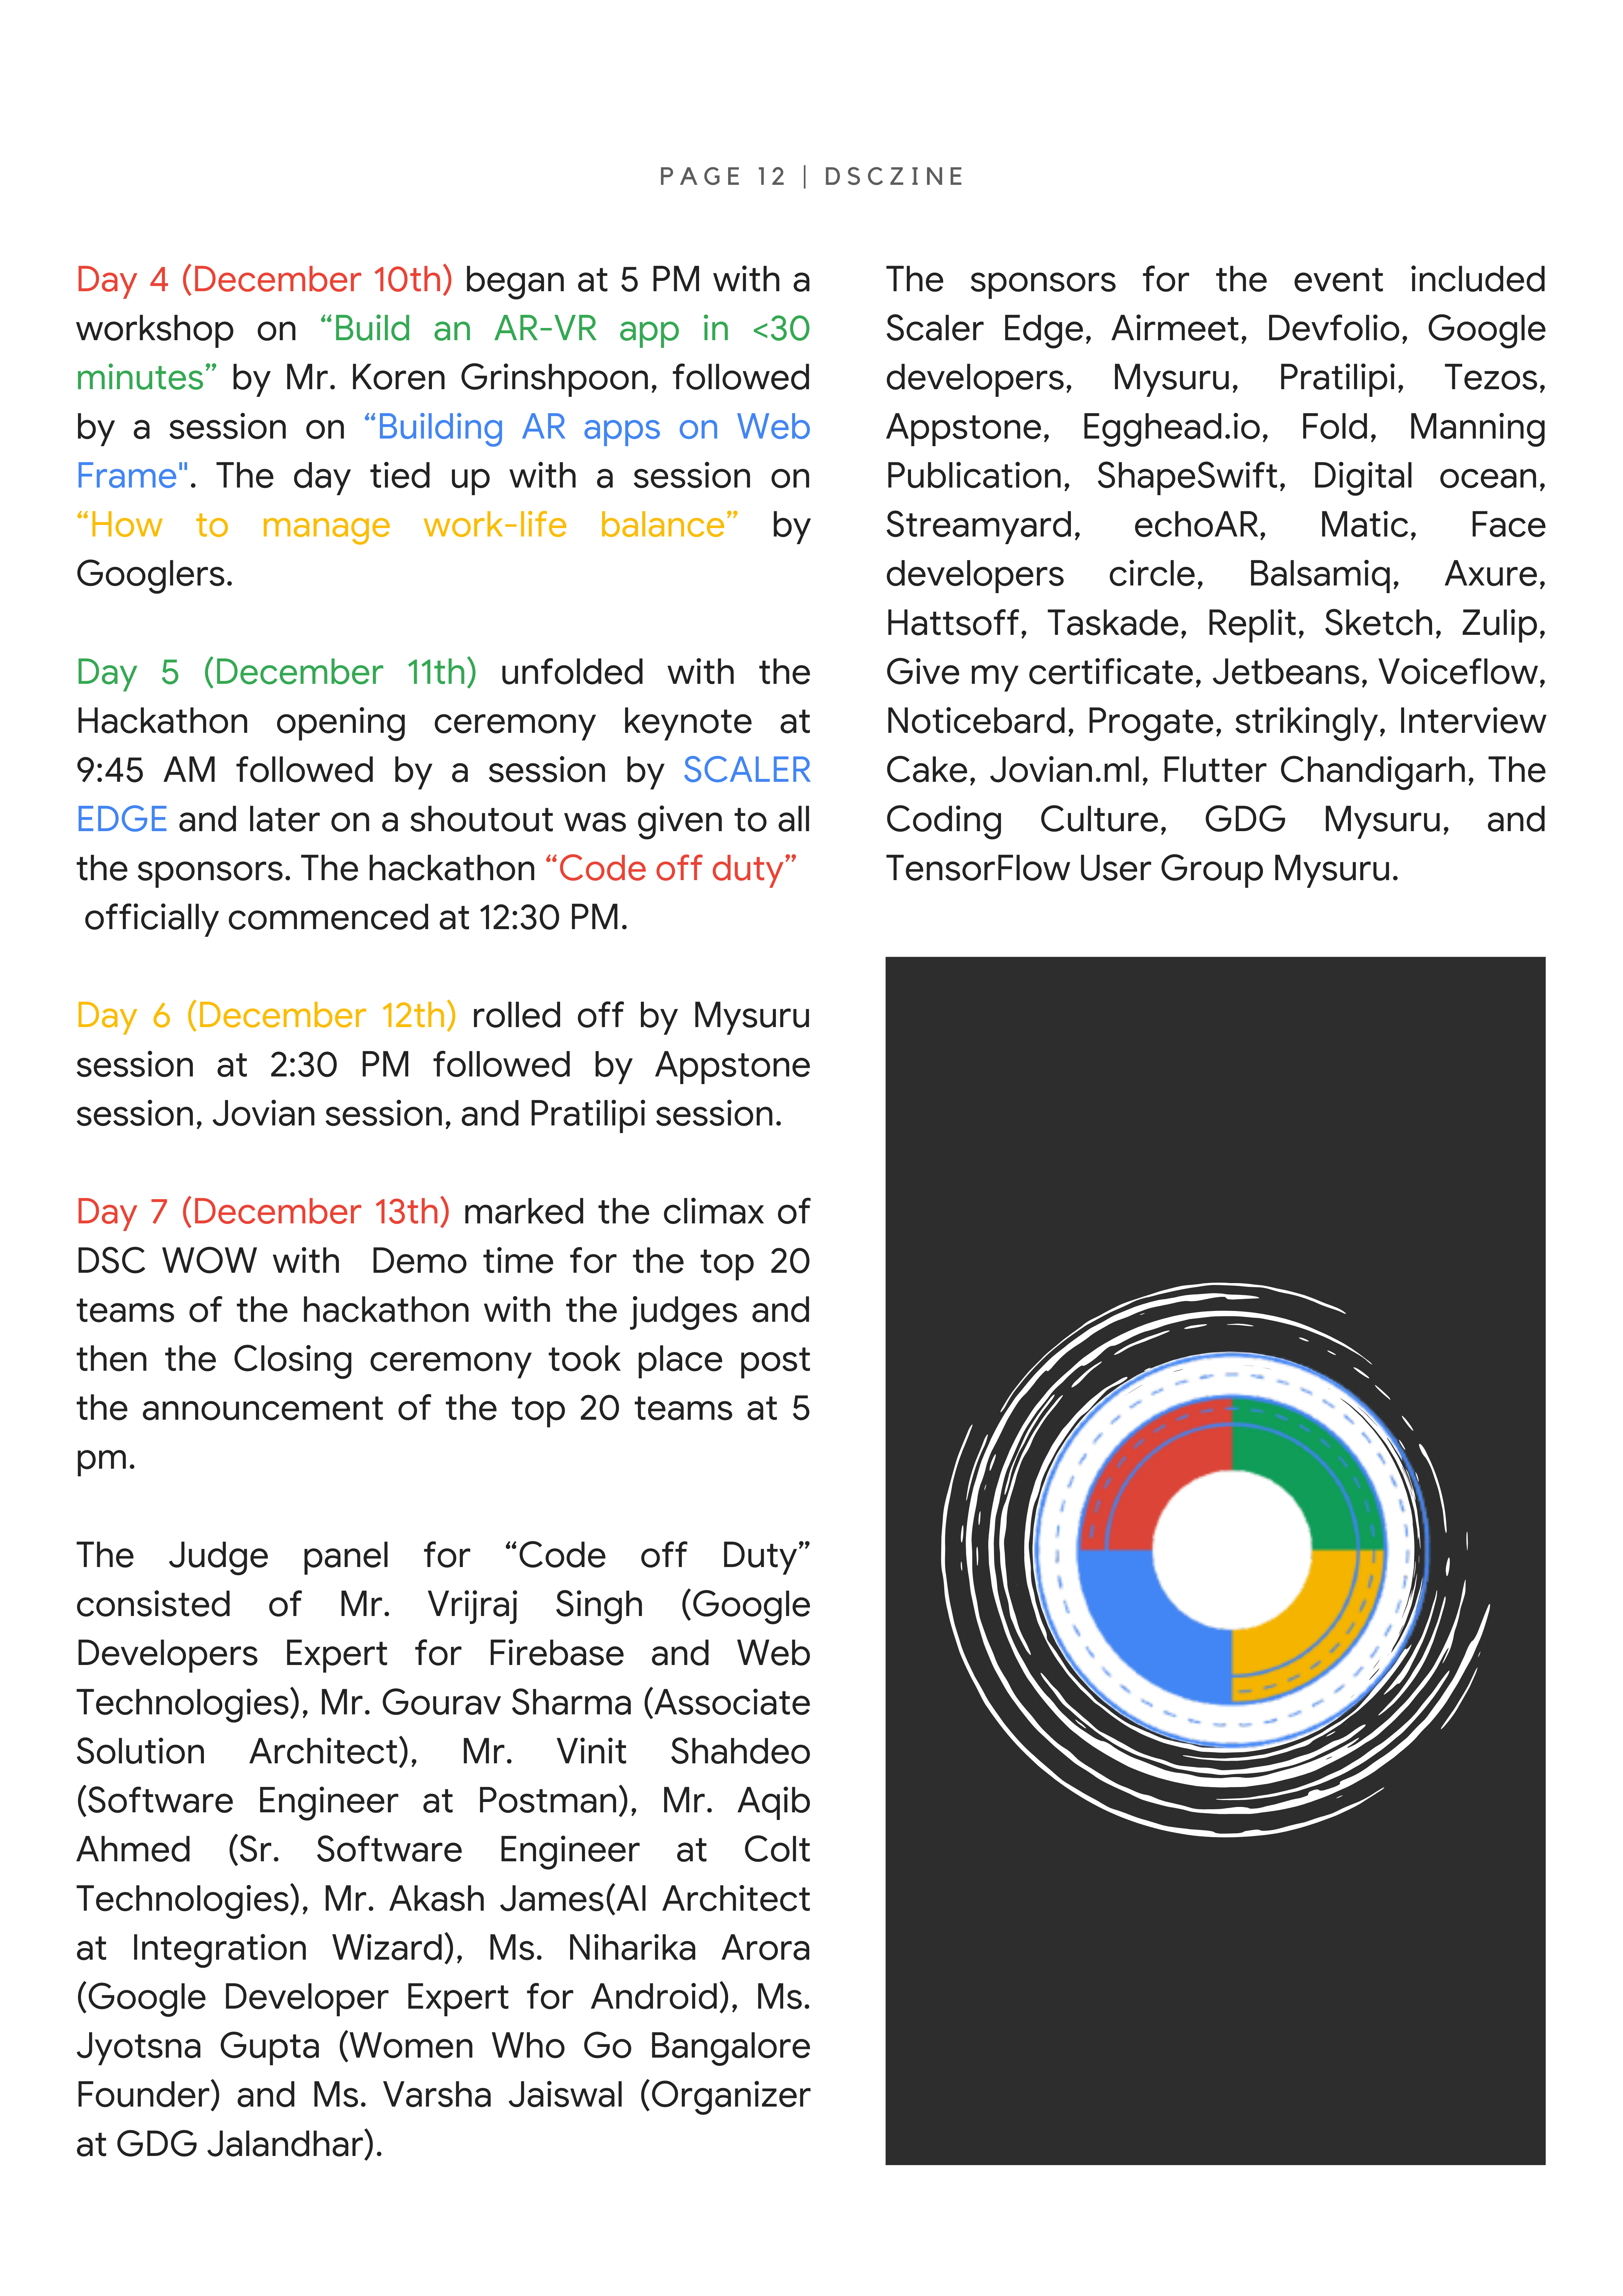 PAGE 12 | DSCZINE
Day 4 (December 10th) began at 5 PM with a
workshop on “Build an AR-VR app in <30
minutes” by Mr. Koren Grinshpoon, followed
by a session on “Building AR apps on Web
Frame". The day tied up with a session on
“How to manage work-life balance” by
Googlers.
Day 5 (December 11th) unfolded with the
Hackathon opening ceremony keynote at
9:45 AM followed by a session by SCALER
EDGE and later on a shoutout was given to all
the sponsors. The hackathon “Code off duty”
officially commenced at 12:30 PM.
Day 6 (December 12th) rolled off by Mysuru
session at 2:30 PM followed by Appstone
session, Jovian session, and Pratilipi session.
Day 7 (December 13th) marked the climax of
DSC WOW with Demo time for the top 20
teams of the hackathon with the judges and
then the Closing ceremony took place post
the announcement of the top 20 teams at 5
pm.
The Judge panel for “Code off Duty”
consisted of Mr. Vrijraj Singh (Google
Developers Expert for Firebase and Web
Technologies), Mr. Gourav Sharma (Associate
Solution Architect), Mr. Vinit Shahdeo
(Software Engineer at Postman), Mr. Aqib
Ahmed (Sr. Software Engineer at Colt
Technologies), Mr. Akash James(AI Architect
at Integration Wizard), Ms. Niharika Arora
(Google Developer Expert for Android), Ms.
Jyotsna Gupta (Women Who Go Bangalore
Founder) and Ms. Varsha Jaiswal (Organizer
at GDG Jalandhar).
The sponsors for the event included
Scaler Edge, Airmeet, Devfolio, Google
developers, Mysuru, Pratilipi, Tezos,
Appstone, Egghead.io, Fold, Manning
Publication, ShapeSwift, Digital ocean,
Streamyard, echoAR, Matic, Face
developers circle, Balsamiq, Axure,
Hattsoff, Taskade, Replit, Sketch, Zulip,
Give my certificate, Jetbeans, Voiceflow,
Noticebard, Progate, strikingly, Interview
Cake, Jovian.ml, Flutter Chandigarh, The
Coding Culture, GDG Mysuru, and
TensorFlow User Group Mysuru.